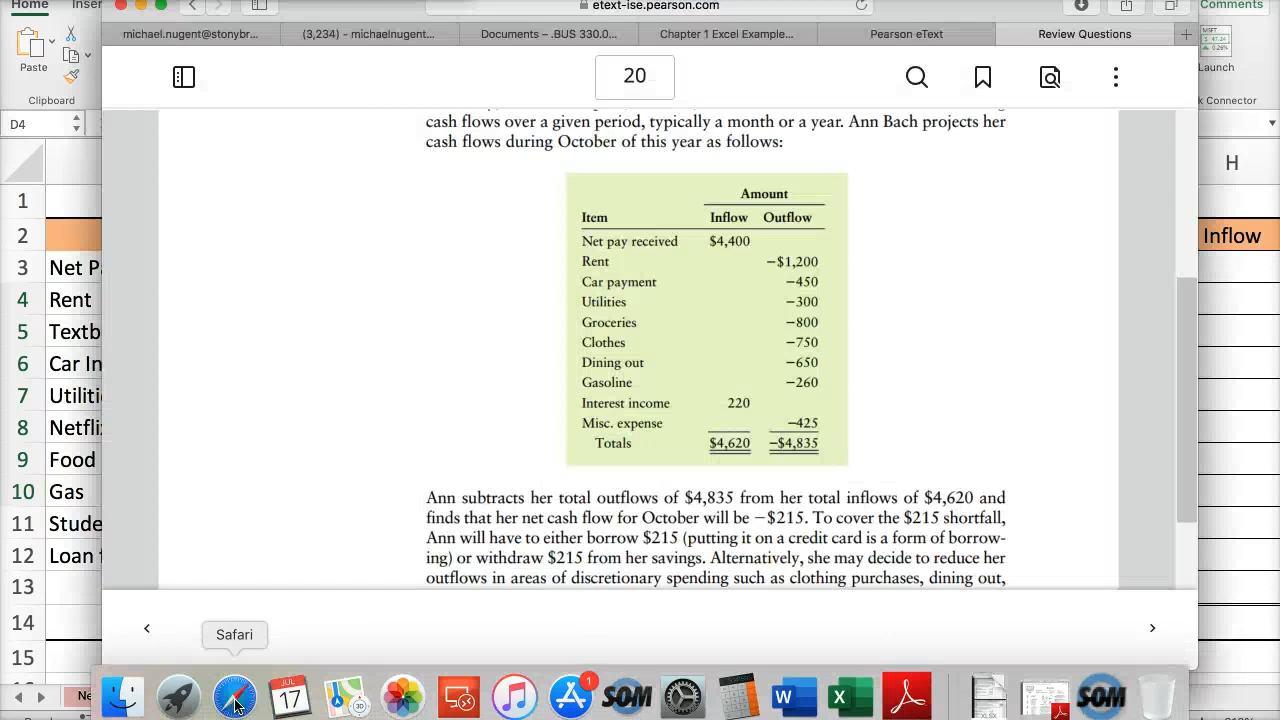 Home Inser etext-ise.pearson.com Comments
michael.nugent@stonybr... (3,234) – michaelnugent... Documents – .BUS 330.0... Chapter 1 Excel Example... Pearson eText Review Questions
Paste
Clipboard
Launch
k Connector
D4
20
H
1
2 Inflow
3 Net P
4 Rent
5 Textb
6 Car In
7 Utiliti
8 Netfli
9 Food
10 Gas
11 Stude
12 Loan
13
14
15
cash flows over a given period, typically a month or a year. Ann Bach projects her
cash flows during October of this year as follows:
Amount
Item Inflow Outflow
Net pay received $4,400
Rent −$1,200
Car payment −450
Utilities −300
Groceries −800
Clothes −750
Dining out −650
Gasoline −260
Interest income 220
Misc. expense −425
Totals $4,620 −$4,835
Ann subtracts her total outflows of $4,835 from her total inflows of $4,620 and
finds that her net cash flow for October will be −$215. To cover the $215 shortfall,
Ann will have to either borrow $215 (putting it on a credit card is a form of borrow-
ing) or withdraw $215 from her savings. Alternatively, she may decide to reduce her
outflows in areas of discretionary spending such as clothing purchases, dining out,
Safari
JUL
17
1
SOM
W
X
SOM